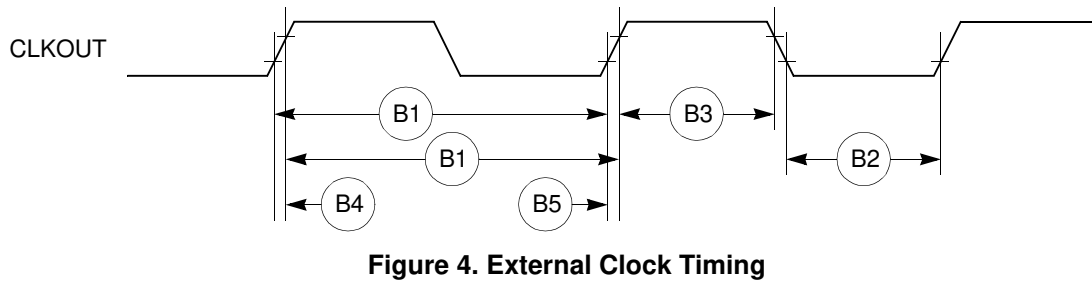 CLKOUT
B1
B3
B1
B2
B4
B5
Figure 4. External Clock Timing